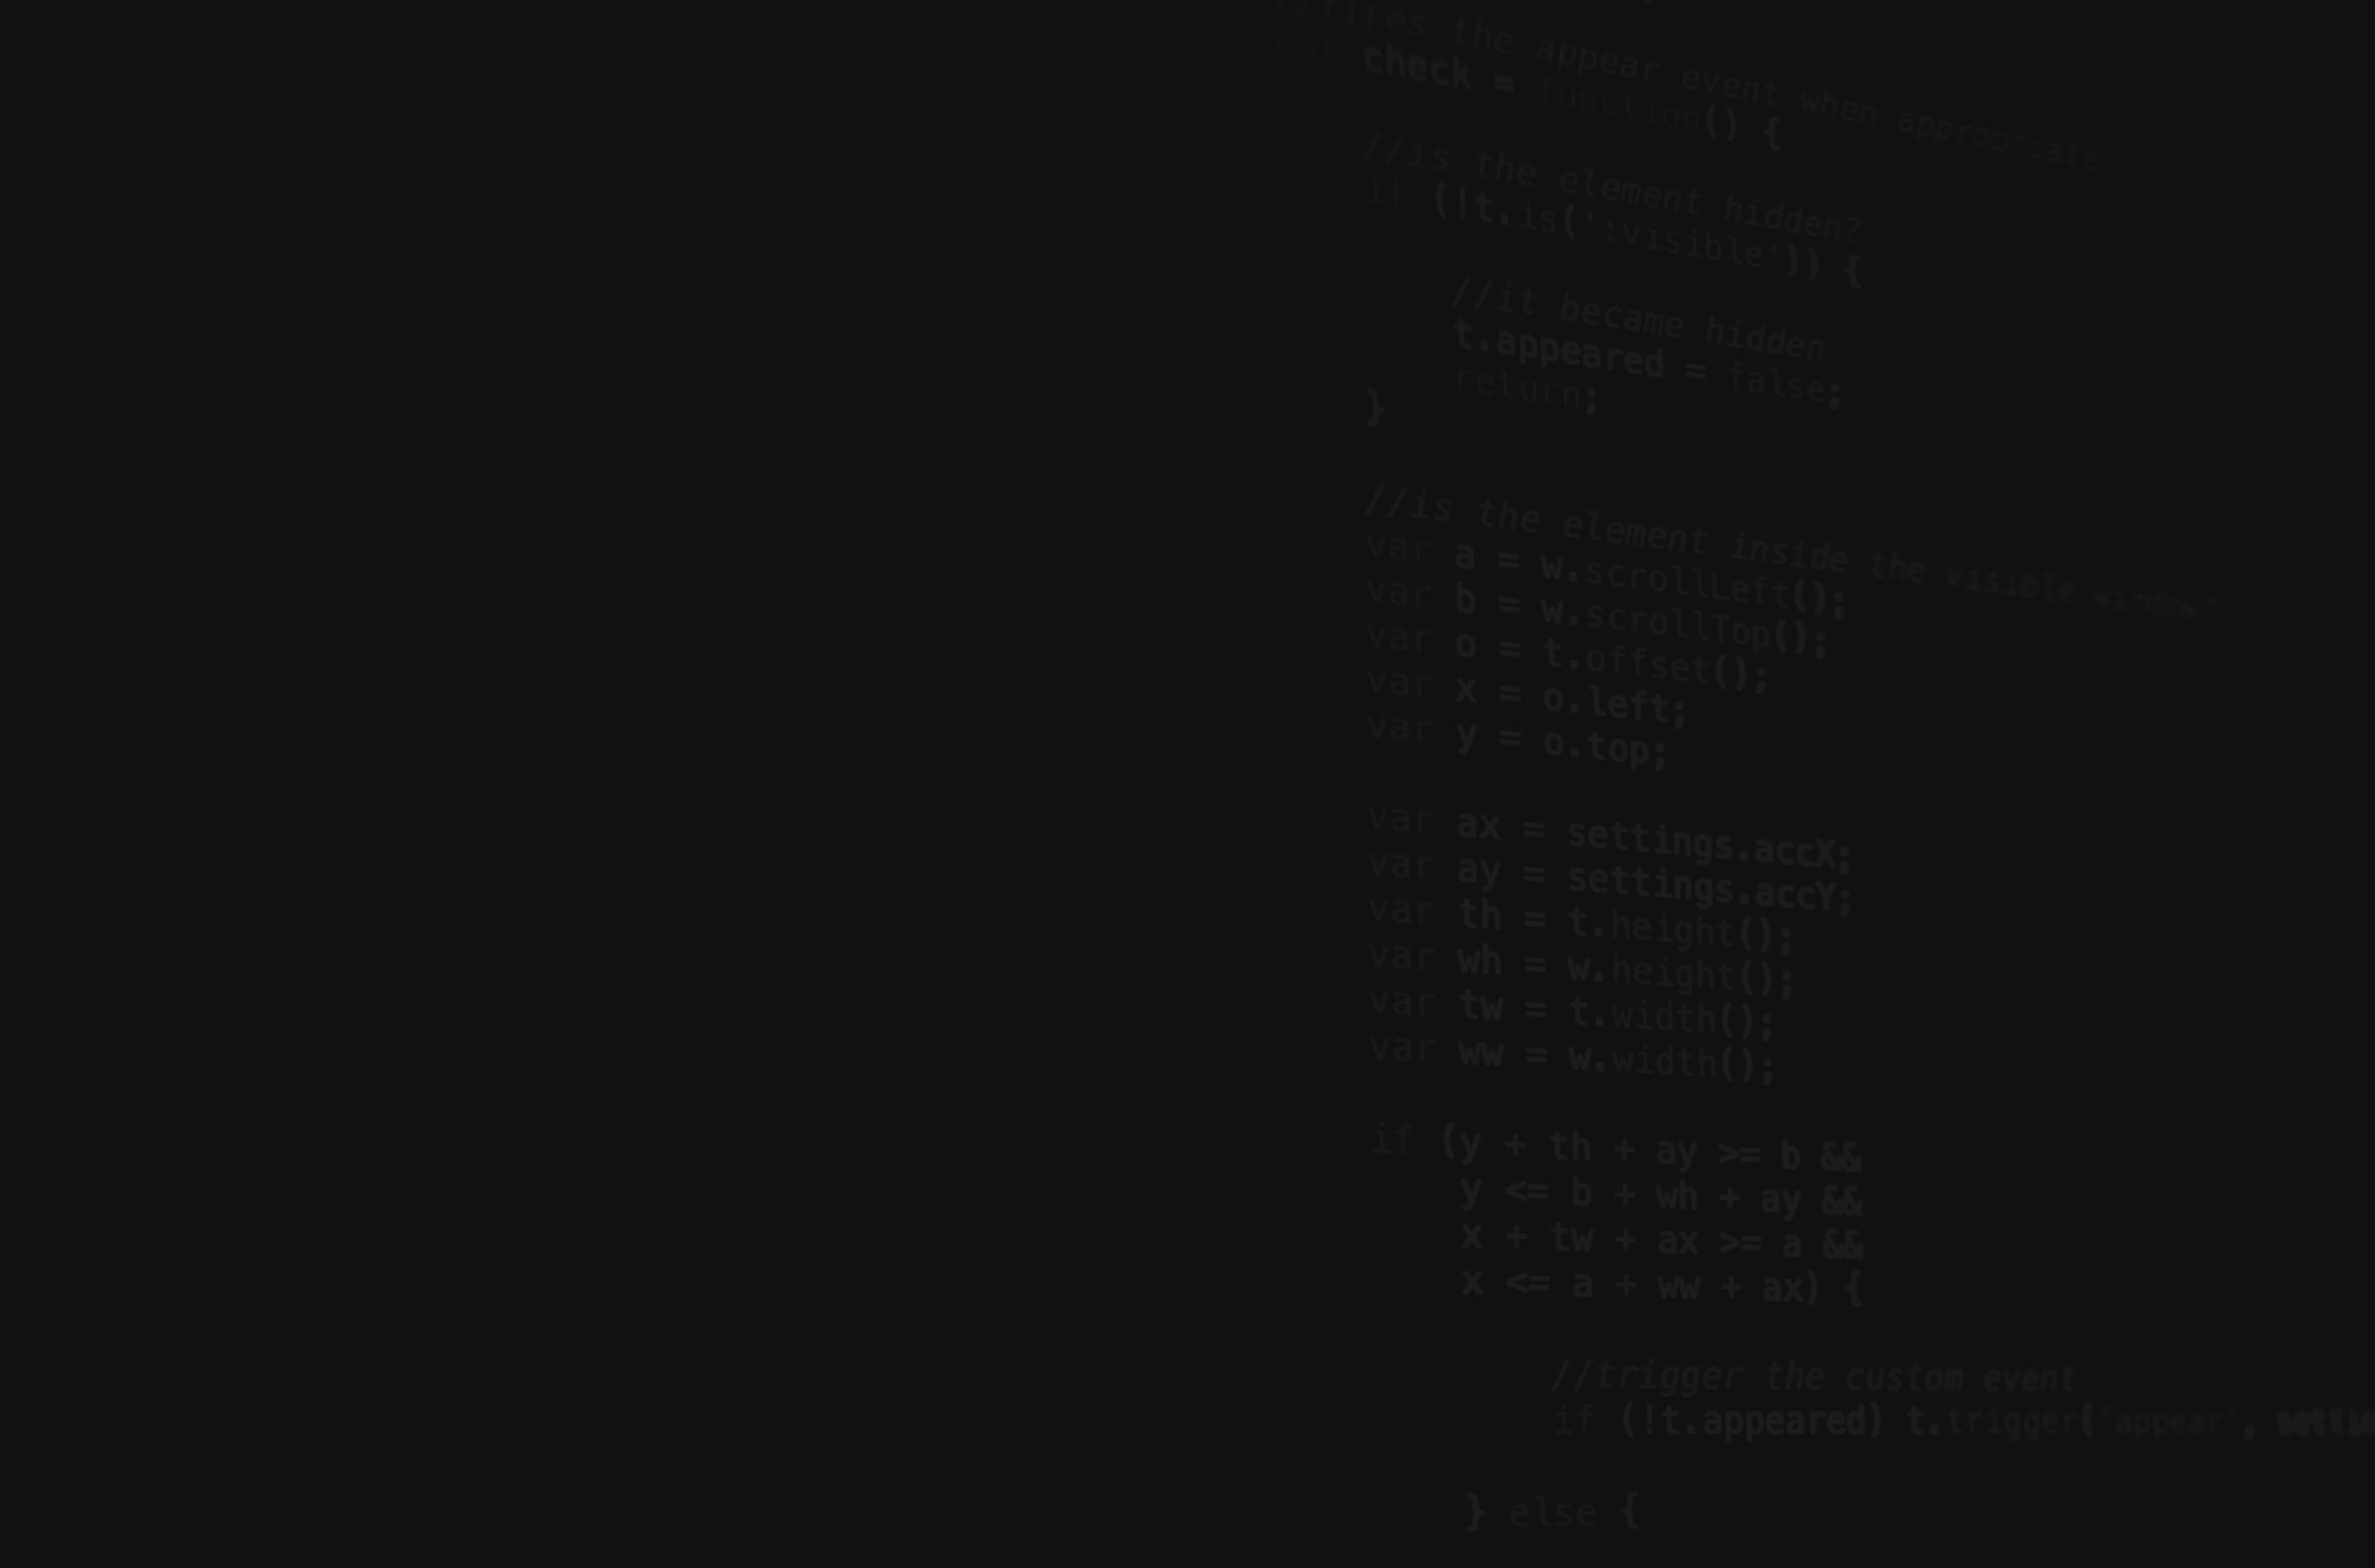 //fires the appear event when appropriate
var check = function() {
//is the element hidden?
if (!t.is(':visible')) {
//it became hidden
t.appeared = false;
return;
}
//is the element inside the visible window?
var a = w.scrollLeft();
var b = w.scrollTop();
var o = t.offset();
var x = o.left;
var y = o.top;
var ax = settings.accX;
var ay = settings.accY;
var th = t.height();
var wh = w.height();
var tw = t.width();
var ww = w.width();
if (y + th + ay >= b &&
y <= b + wh + ay &&
x + tw + ax >= a &&
x <= a + ww + ax) {
//trigger the custom event
if (!t.appeared) t.trigger('appear', settin
} else {